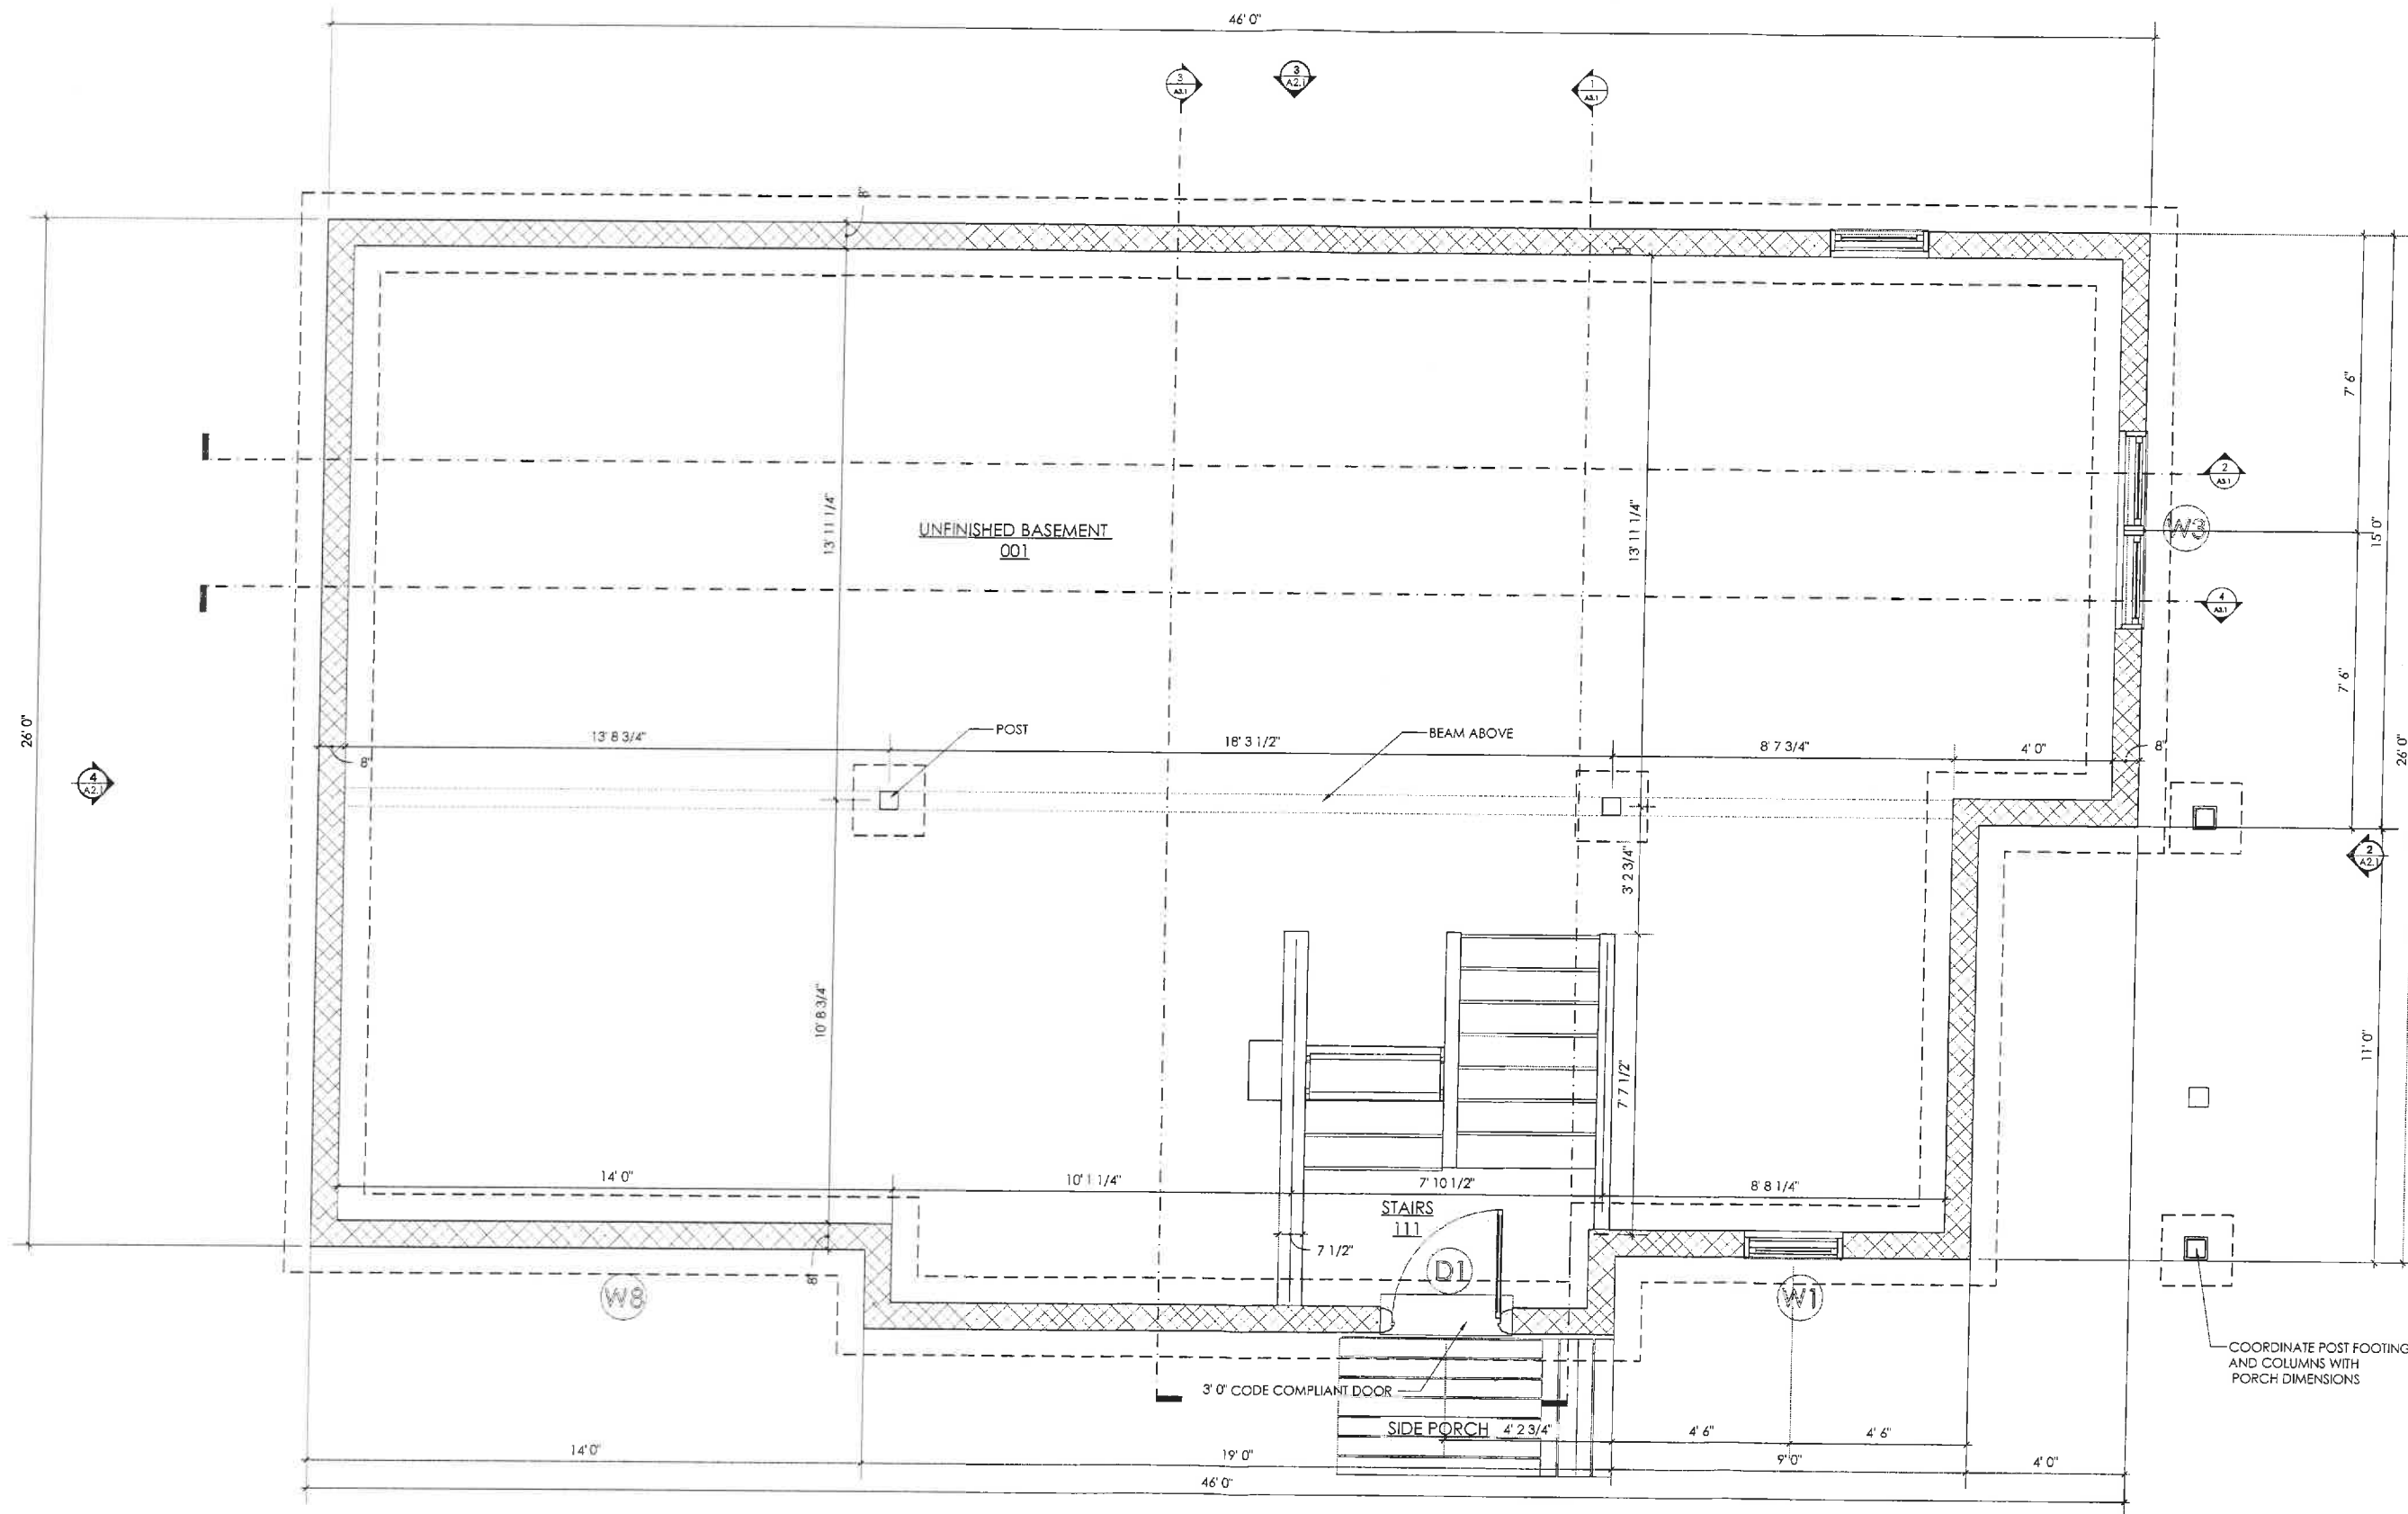 46' 0"
3
A3.1
3
A2.1
1
A3.1
8"
7' 6"
2
A3.1
13' 11 1/4"
13' 11 1/4"
UNFINISHED BASEMENT
001
W3
15' 0"
4
A3.1
7' 6"
26' 0"
13' 8 3/4"
POST
18' 3 1/2"
BEAM ABOVE
8' 7 3/4"
4' 0"
8"
8"
26' 0"
4
A2.1
3' 2 3/4"
2
A2.1
10' 8 3/4"
7' 7 1/2"
11' 0"
14' 0"
10' 1 1/4"
7' 10 1/2"
8' 8 1/4"
STAIRS
111
7 1/2"
8"
D1
W8
W1
COORDINATE POST FOOTING
AND COLUMNS WITH
PORCH DIMENSIONS
3' 0" CODE COMPLIANT DOOR
SIDE PORCH
4' 2 3/4"
4' 6"
4' 6"
14' 0"
19' 0"
9' 0"
4' 0"
46' 0"